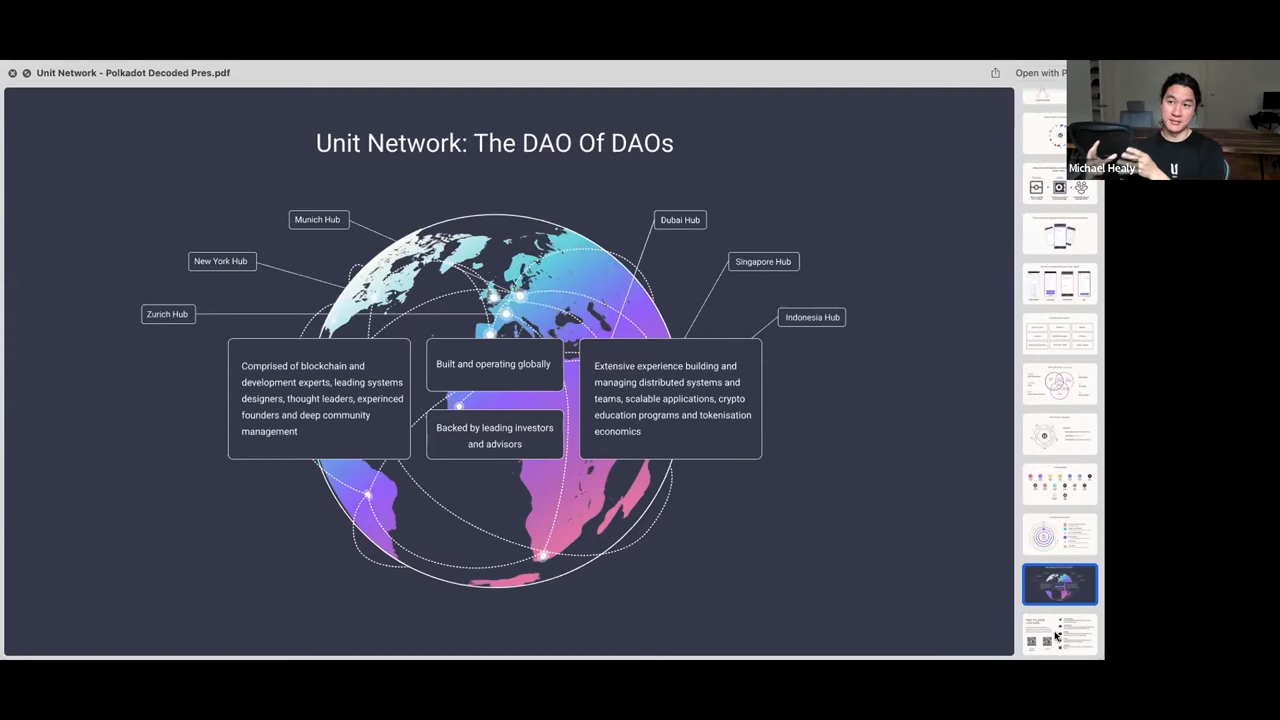 Unit Network - Polkadot Decoded Pres.pdf
Open with P
Michael Healy
Unit Network: The DAO Of DAOs
Munich Hub
Dubai Hub
New York Hub
Singapore Hub
Zurich Hub
Indonesia Hub
Comprised of blockchain and
development experts, leading systems
designers, thought leaders, experinced
founders and deep community
management
Built and operating globally
Backed by leading investors
and advisors
Extensive experience building and
managing distributed systems and
teams, scalable applications, crypto
education programs and tokenisation
economics